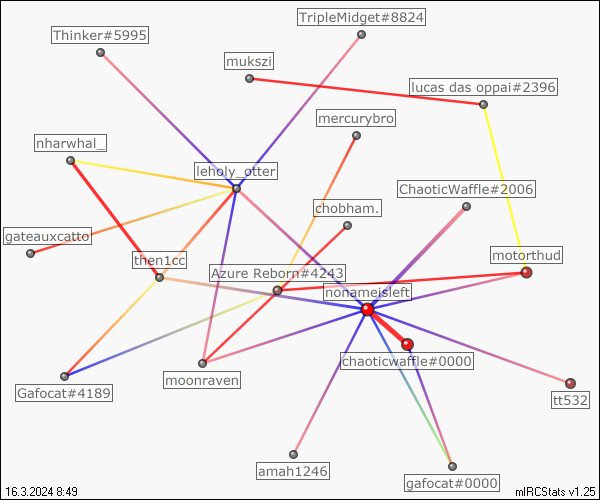 TripleMidget#8824
Thinker#5995
mukszi
lucas das oppai#2396
mercurybro
nharwhal_
leholy_otter
ChaoticWaffle#2006
chobham.
gateauxcatto
motorthud
then1cc
Azure Reborn#4243
nonameisleft
chaoticwaffle#0000
moonraven
Gafocat#4189
tt532
amah1246
gafocat#0000
16.3.2024 8:49
mIRCStats v1.25